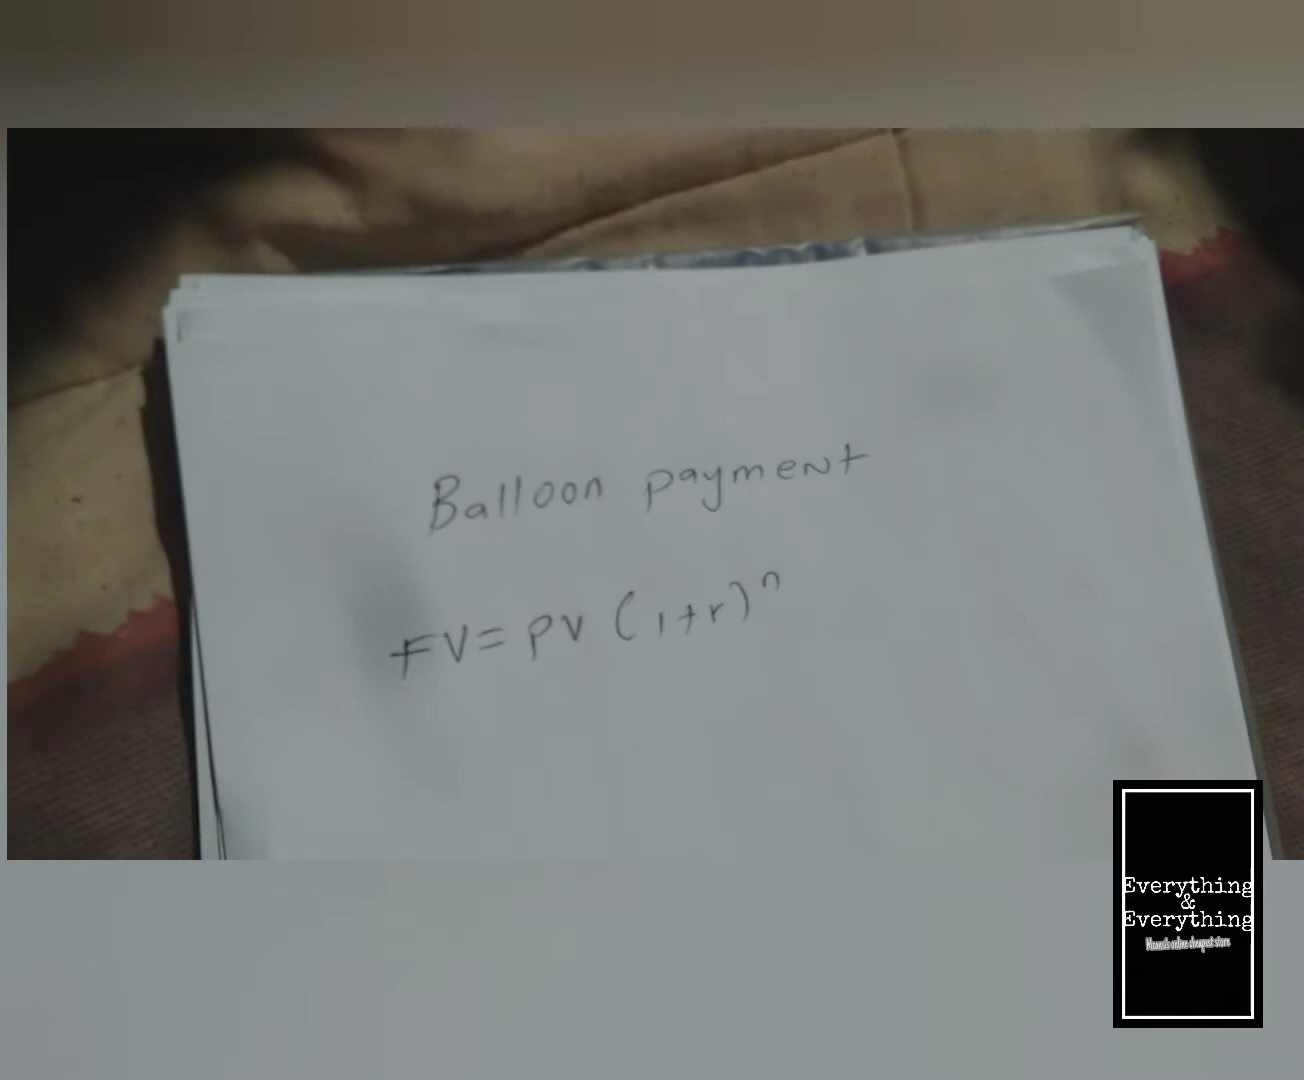 Balloon payment
FV = PV (1+r)ⁿ
Everything
&
Everything